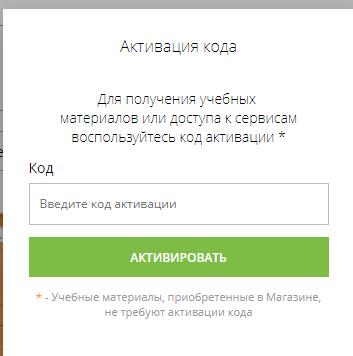 Активация кода
Для получения учебных
материалов или доступа к сервисам
воспользуйтесь код активации *
Код
Введите код активации
АКТИВИРОВАТЬ
* - Учебные материалы, приобретенные в Магазине,
не требуют активации кода